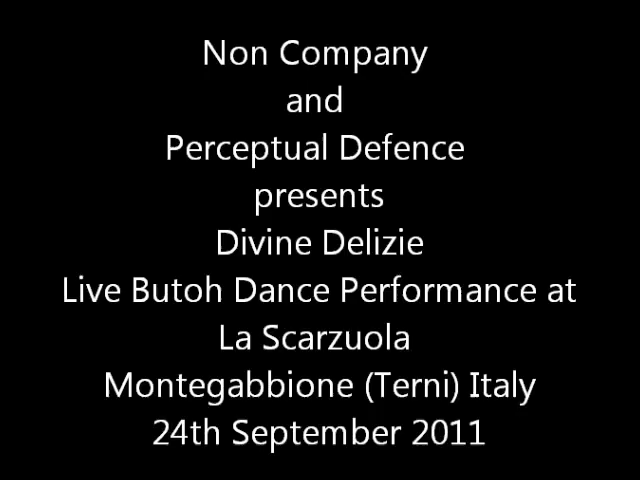 Non Company
and
Perceptual Defence
presents
Divine Delizie
Live Butoh Dance Performance at
La Scarzuola
Montegabbione (Terni) Italy
24th September 2011